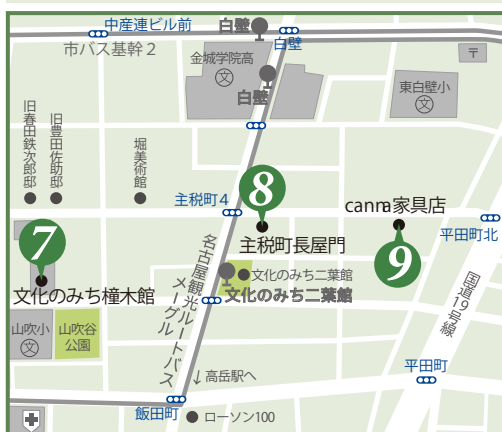 中産連ビル前
白壁
白壁
市バス基幹2
金城学院高
文
〒
東白壁小
文
白壁
旧春田鉄次郎邸
旧豊田佐助邸
堀美術館
主税町4
8
canna家具店
7
主税町長屋門
9
平田町北
名古屋観光ルートバス
メーグル
文化のみち二葉館
文化のみち二葉館
文化のみち橦木館
国道19号線
山吹小
文
山吹谷
公園
↓高岳駅へ
平田町
飯田町
ローソン100